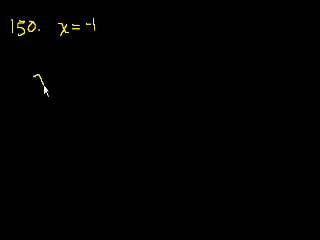 150. x = -1